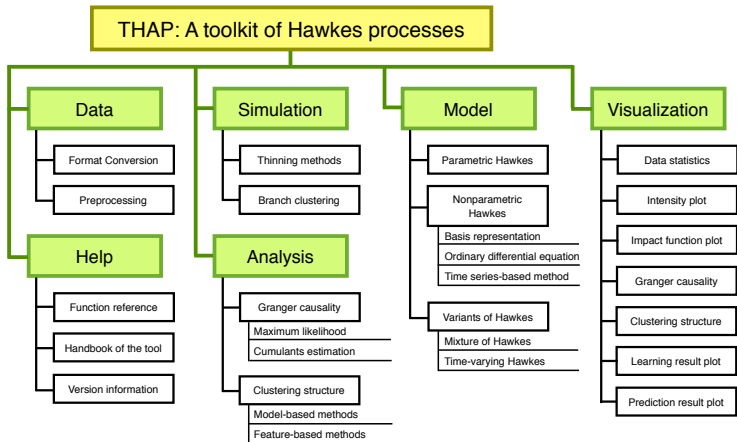 THAP: A toolkit of Hawkes processes
Data
Format Conversion
Preprocessing
Help
Function reference
Handbook of the tool
Version information
Simulation
Thinning methods
Branch clustering
Analysis
Granger causality
Maximum likelihood
Cumulants estimation
Clustering structure
Model-based methods
Feature-based methods
Model
Parametric Hawkes
Nonparametric
Hawkes
Basis representation
Ordinary differential equation
Time series-based method
Variants of Hawkes
Mixture of Hawkes
Time-varying Hawkes
Visualization
Data statistics
Intensity plot
Impact function plot
Granger causality
Clustering structure
Learning result plot
Prediction result plot